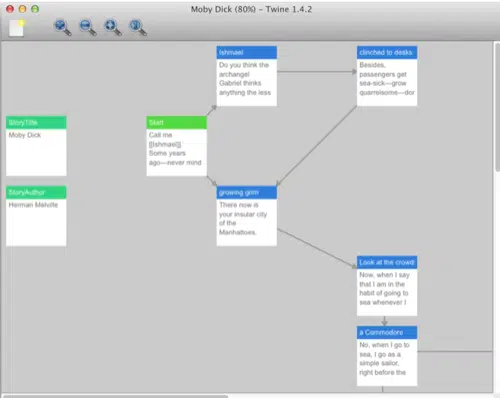 Moby Dick (80%) - Twine 1.4.2
Ishmael
Do you think the
archangel
Gabriel thinks
anything the less
clinched to desks
Besides,
passengers get
sea-sick—grow
quarrelsome—dor
StoryTitle
Moby Dick
Start
Call me
[[Ishmael]]
Some years
ago—never mind
StoryAuthor
Herman Melville
growing grim
There now is
your insular city
of the
Manhattoes,
Look at the crowd
Now, when I say
that I am in the
habit of going to
sea whenever I
a Commodore
No, when I go to
sea, I go as a
simple sailor,
right before the